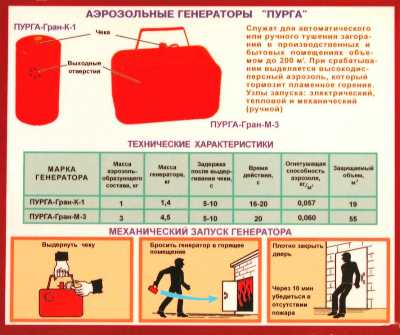 АЭРОЗОЛЬНЫЕ ГЕНЕРАТОРЫ "ПУРГА"
ПУРГА-Гран-К-1
Чека
Выходные
отверстия
ПУРГА-Гран-М-3
Служат для автоматического
или ручного тушения загора-
ний в производственных и
бытовых помещениях объе-
мом до 200 м³. При срабатыва-
нии выделяется высокодис-
персный аэрозоль, который
тормозит пламенное горение.
Узлы запуска: электрический,
тепловой и механический
(ручной)
ТЕХНИЧЕСКИЕ ХАРАКТЕРИСТИКИ
МАРКА ГЕНЕРАТОРА | Масса аэрозоль-образующего состава, кг | Масса генератора, кг | Задержка после выдер-гивания чеки, с | Время действия, с | Огнетушащая способность аэрозоля, кг/м³ | Защищаемый объем, м³
ПУРГА-Гран-К-1 | 1 | 1,4 | 5-10 | 16-20 | 0,057 | 19
ПУРГА-Гран-М-3 | 3 | 4,5 | 5-10 | 20 | 0,060 | 55
МЕХАНИЧЕСКИЙ ЗАПУСК ГЕНЕРАТОРА
Выдернуть чеку
Бросить генератор в горящее
помещение
Плотно закрыть
дверь
Через 10 мин
убедиться в
отсутствии
пожара